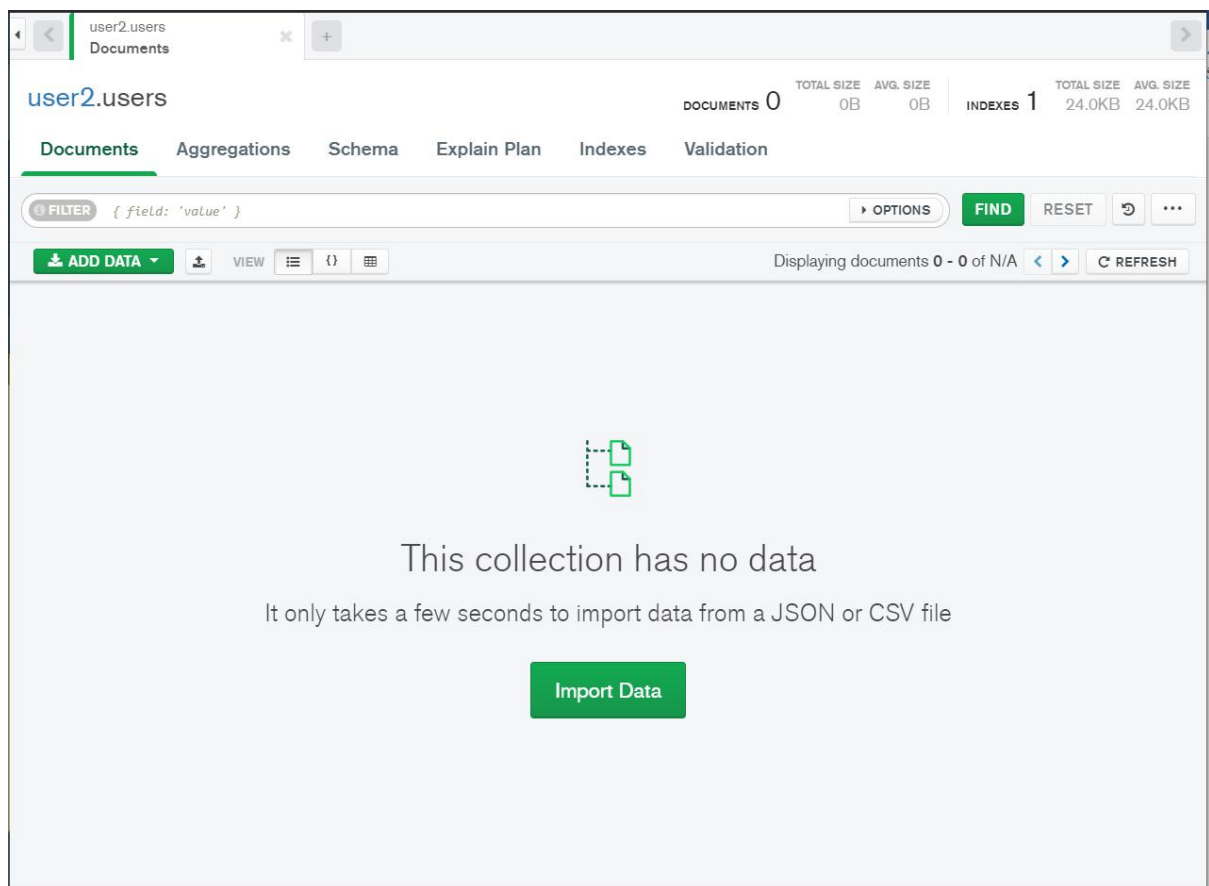 user2.users
Documents
+
user2.users
DOCUMENTS 0 TOTAL SIZE 0B AVG. SIZE 0B INDEXES 1 TOTAL SIZE 24.0KB AVG. SIZE 24.0KB
Documents Aggregations Schema Explain Plan Indexes Validation
FILTER { field: 'value' } OPTIONS FIND RESET ...
ADD DATA VIEW {} Displaying documents 0 - 0 of N/A < > REFRESH
This collection has no data
It only takes a few seconds to import data from a JSON or CSV file
Import Data